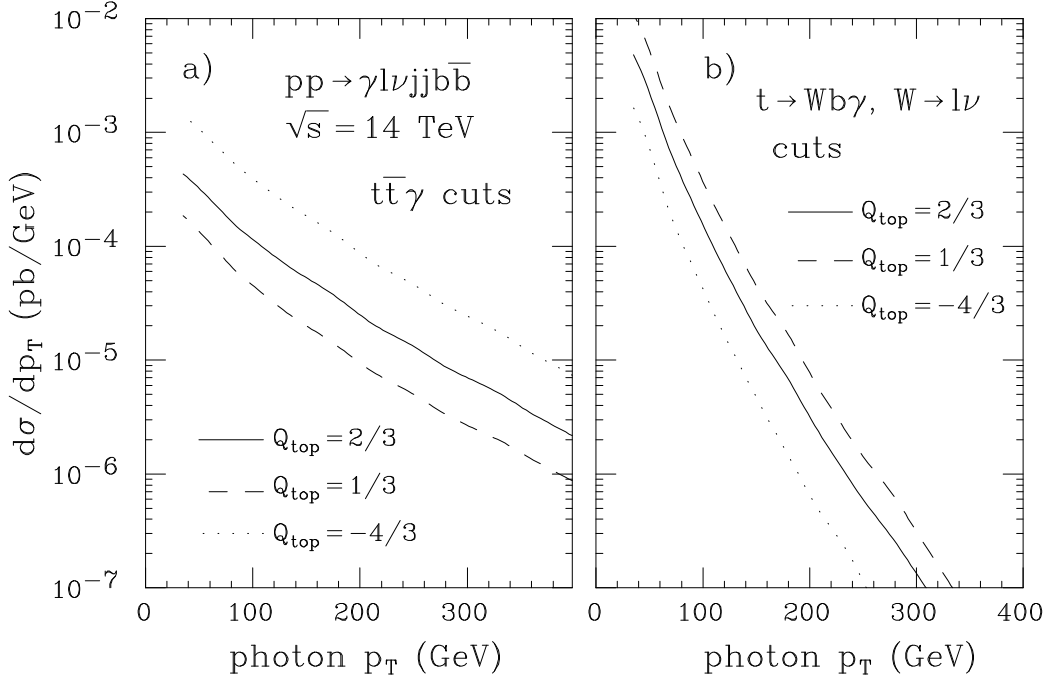 10⁻²
10⁻³
10⁻⁴
10⁻⁵
10⁻⁶
10⁻⁷
dσ/dp_T (pb/GeV)
a)
pp→γlνjjbb̅
√s = 14 TeV
tt̅γ cuts
Q_top = 2/3
Q_top = 1/3
Q_top = −4/3
0 100 200 300
photon p_T (GeV)
b)
t→Wbγ, W→lν
cuts
Q_top = 2/3
Q_top = 1/3
Q_top = −4/3
0 100 200 300 400
photon p_T (GeV)